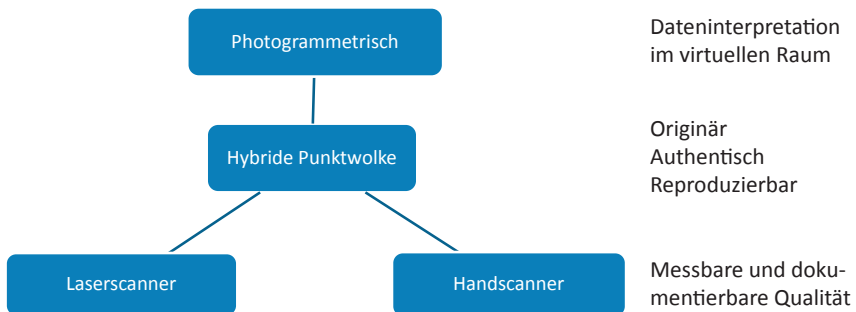 Photogrammetrisch
Dateninterpretation
im virtuellen Raum
Hybride Punktwolke
Originär
Authentisch
Reproduzierbar
Laserscanner
Handscanner
Messbare und doku-
mentierbare Qualität